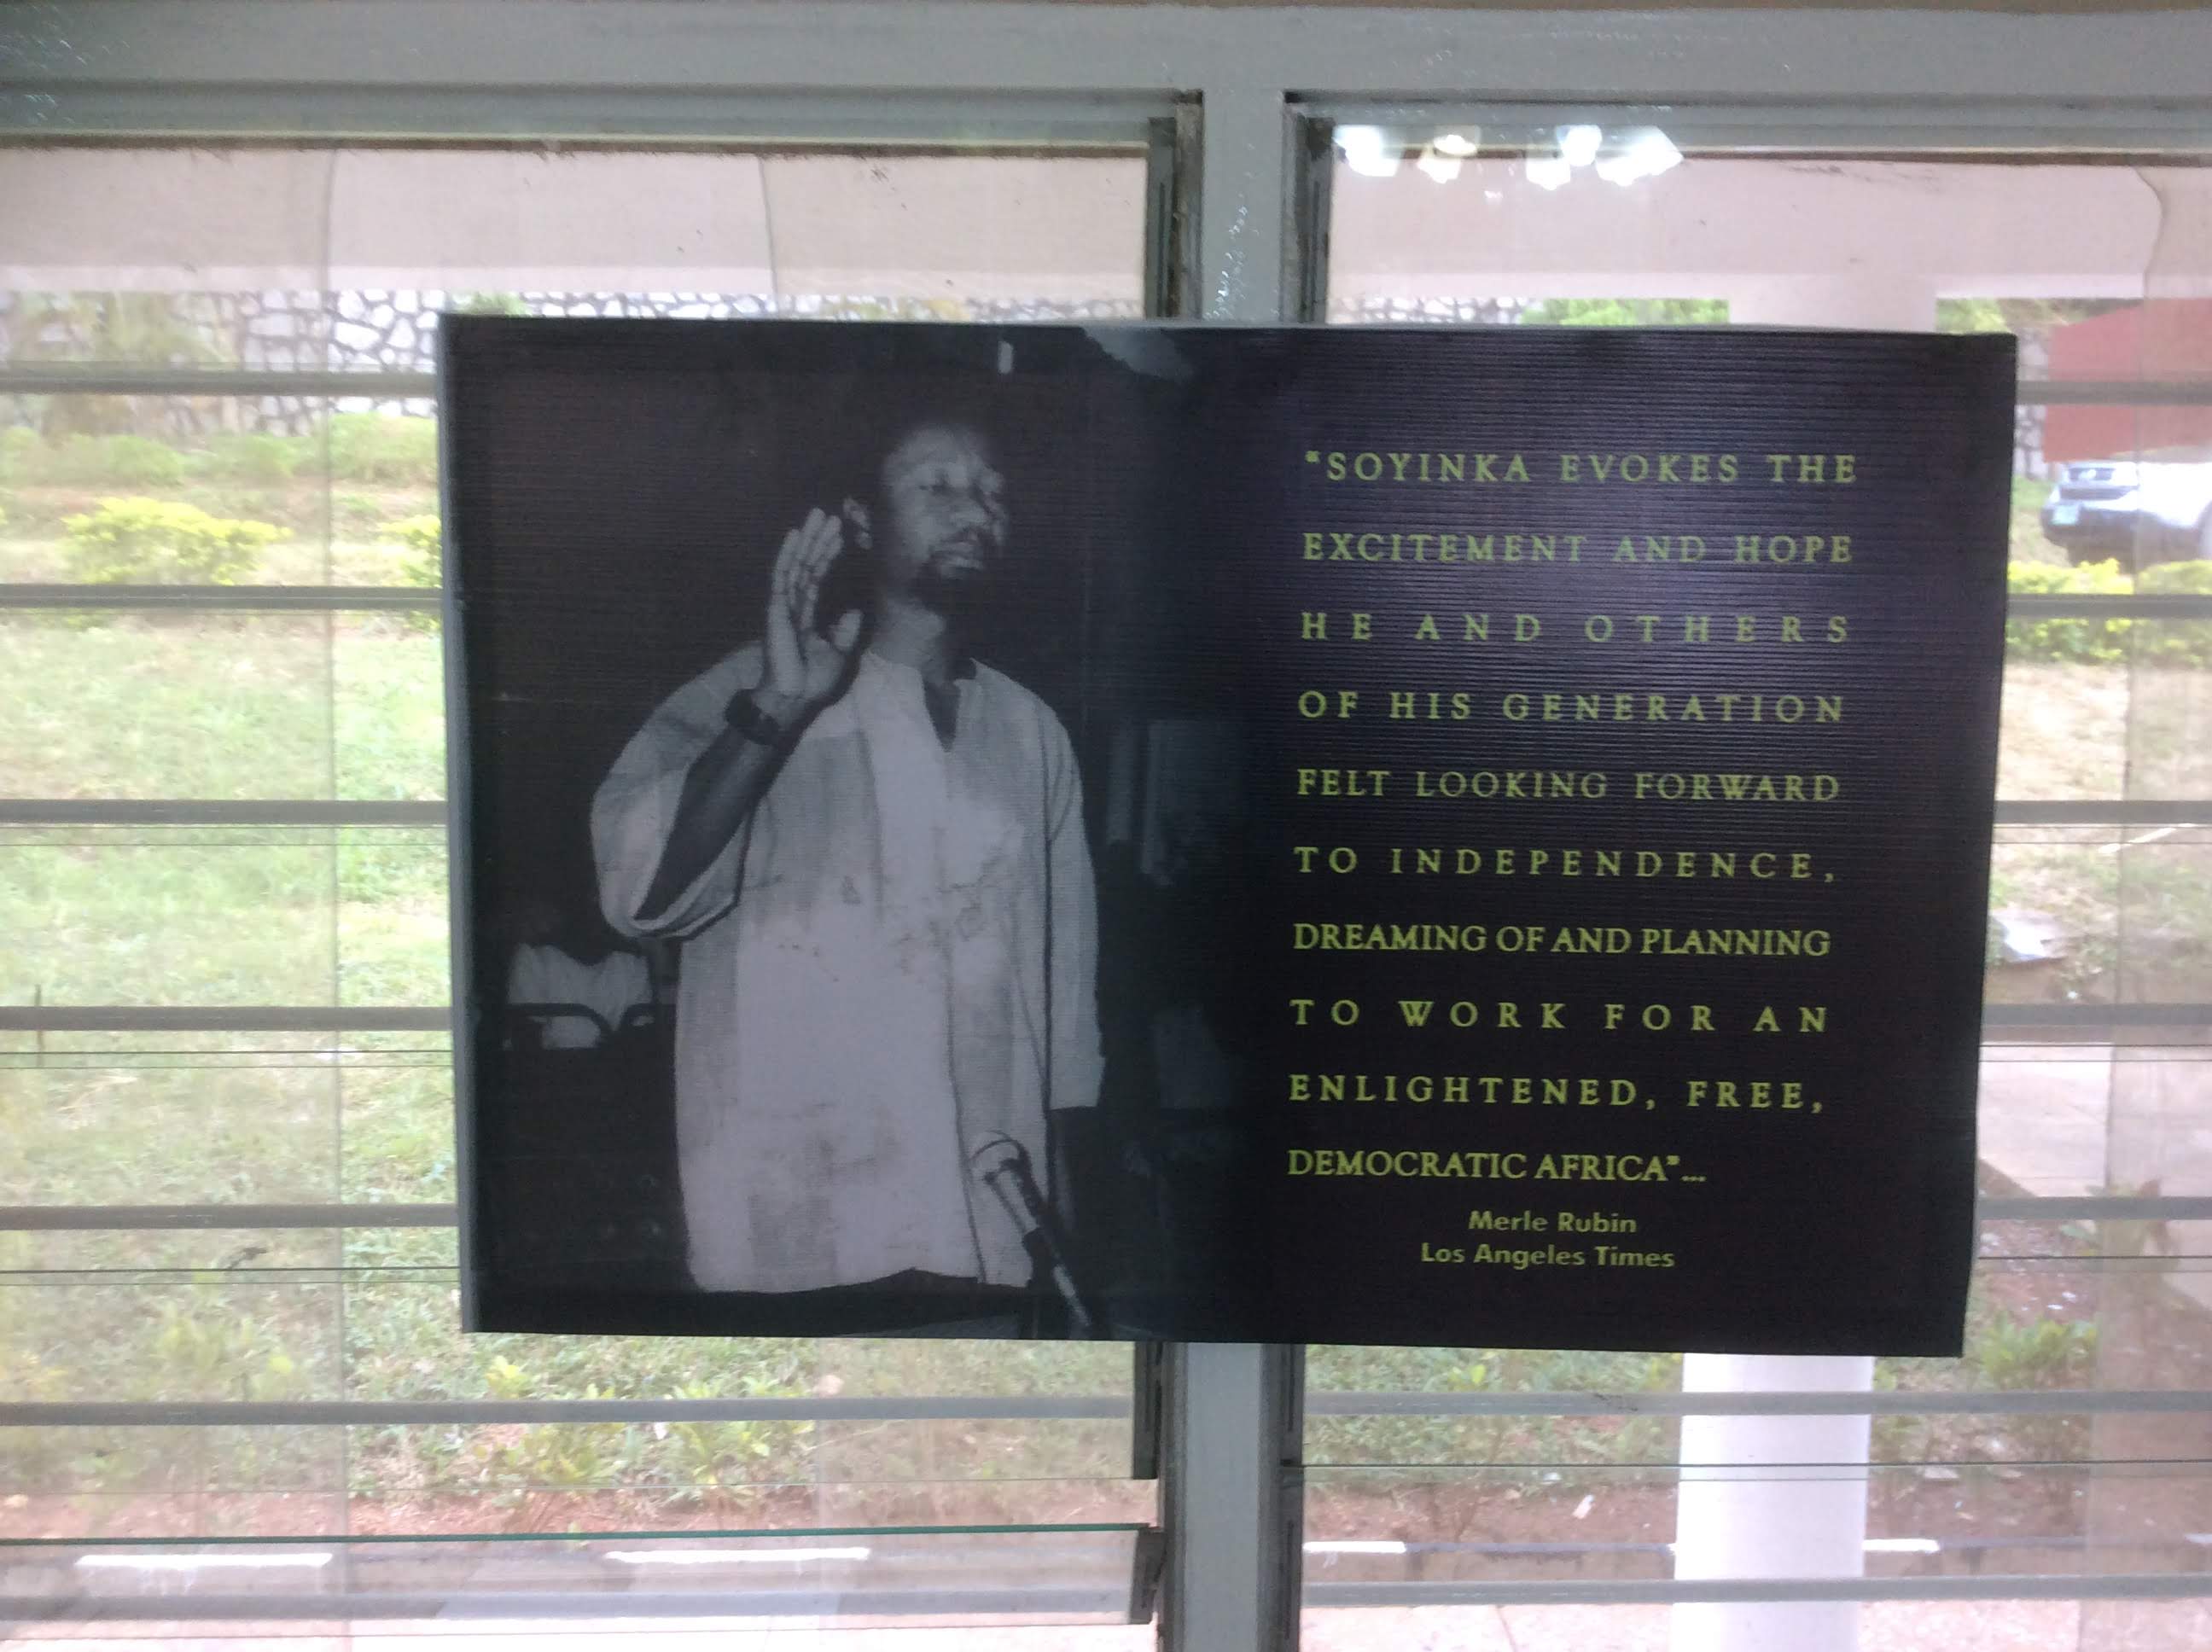 "SOYINKA EVOKES THE
EXCITEMENT AND HOPE
HE AND OTHERS
OF HIS GENERATION
FELT LOOKING FORWARD
TO INDEPENDENCE,
DREAMING OF AND PLANNING
TO WORK FOR AN
ENLIGHTENED, FREE,
DEMOCRATIC AFRICA"...
Merle Rubin
Los Angeles Times